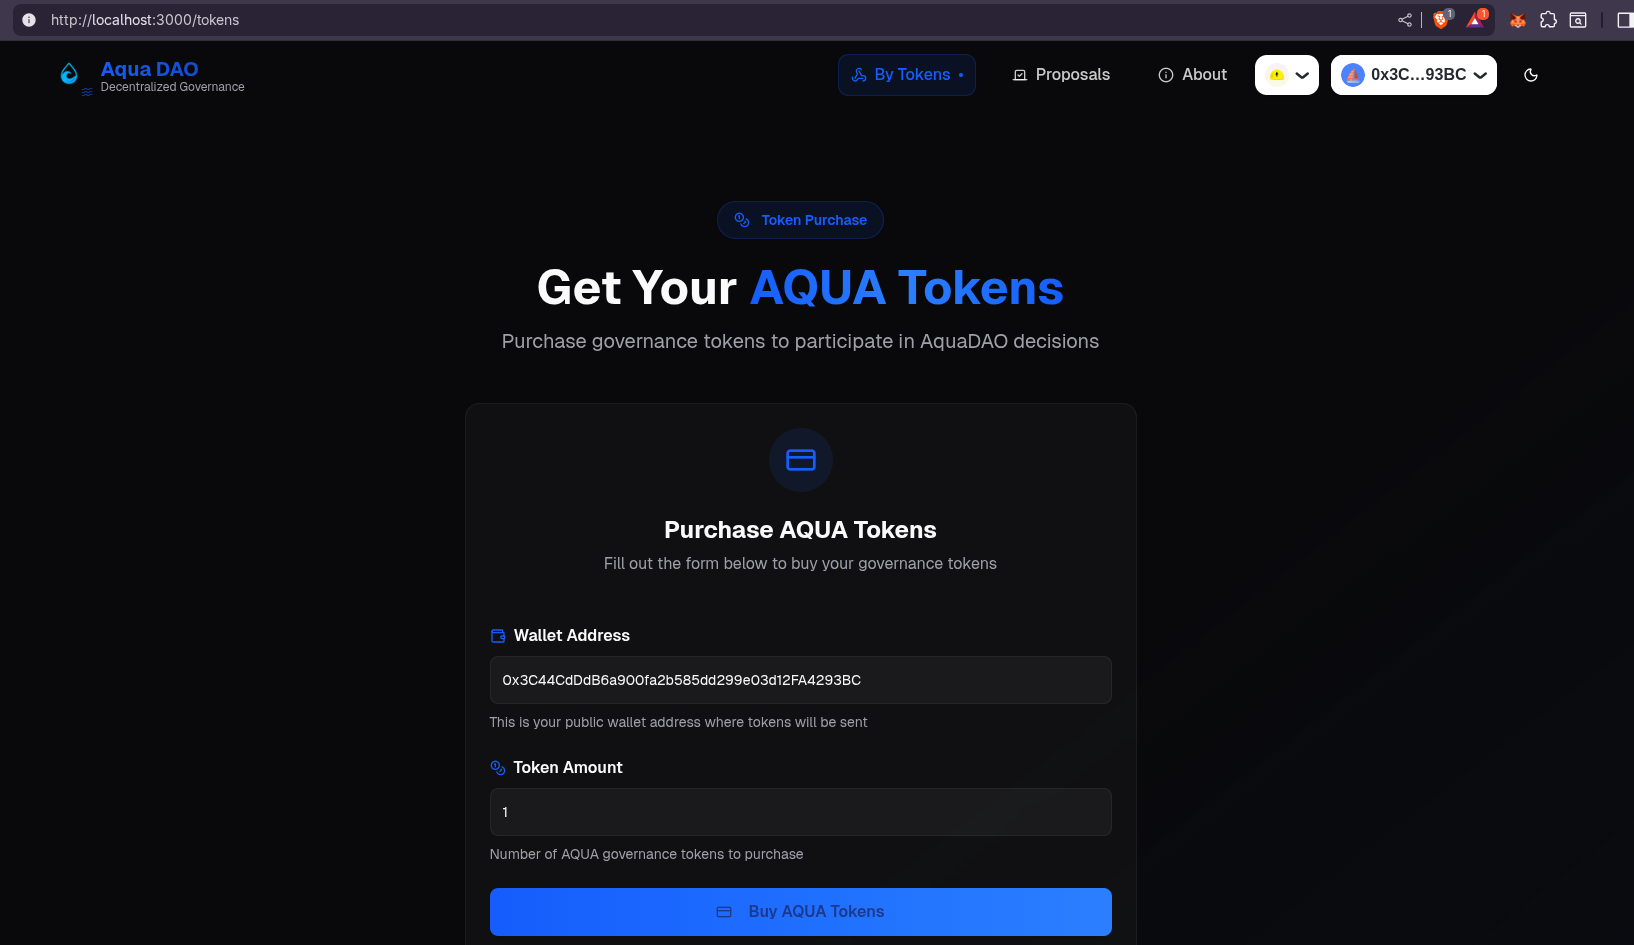 http://localhost:3000/tokens
1
1
Aqua DAO
Decentralized Governance
By Tokens
Proposals
About
0x3C...93BC
Token Purchase
Get Your AQUA Tokens
Purchase governance tokens to participate in AquaDAO decisions
Purchase AQUA Tokens
Fill out the form below to buy your governance tokens
Wallet Address
0x3C44CdDdB6a900fa2b585dd299e03d12FA4293BC
This is your public wallet address where tokens will be sent
Token Amount
1
Number of AQUA governance tokens to purchase
Buy AQUA Tokens